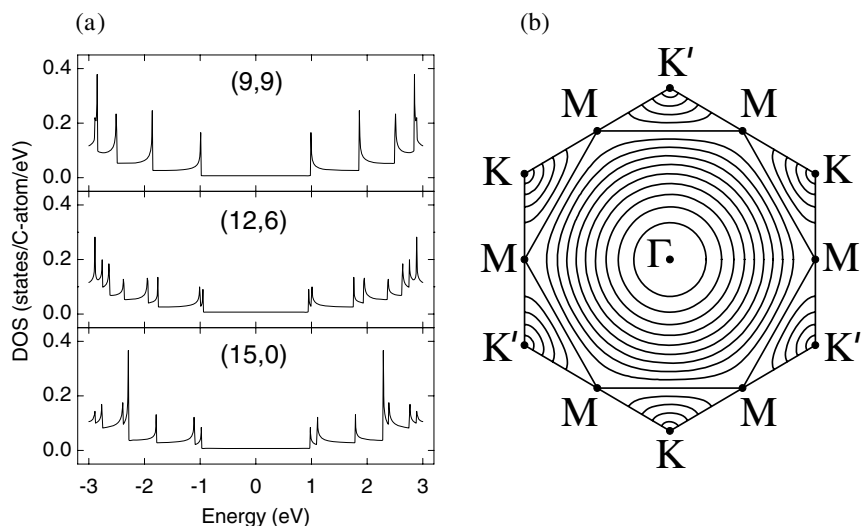 (a)
DOS (states/C-atom/eV)
0.4
0.2
0.0
(9,9)
0.4
0.2
0.0
(12,6)
0.4
0.2
0.0
(15,0)
-3 -2 -1 0 1 2 3
Energy (eV)
(b)
K′
M M
K K
Γ
M M
K′ K′
M M
K